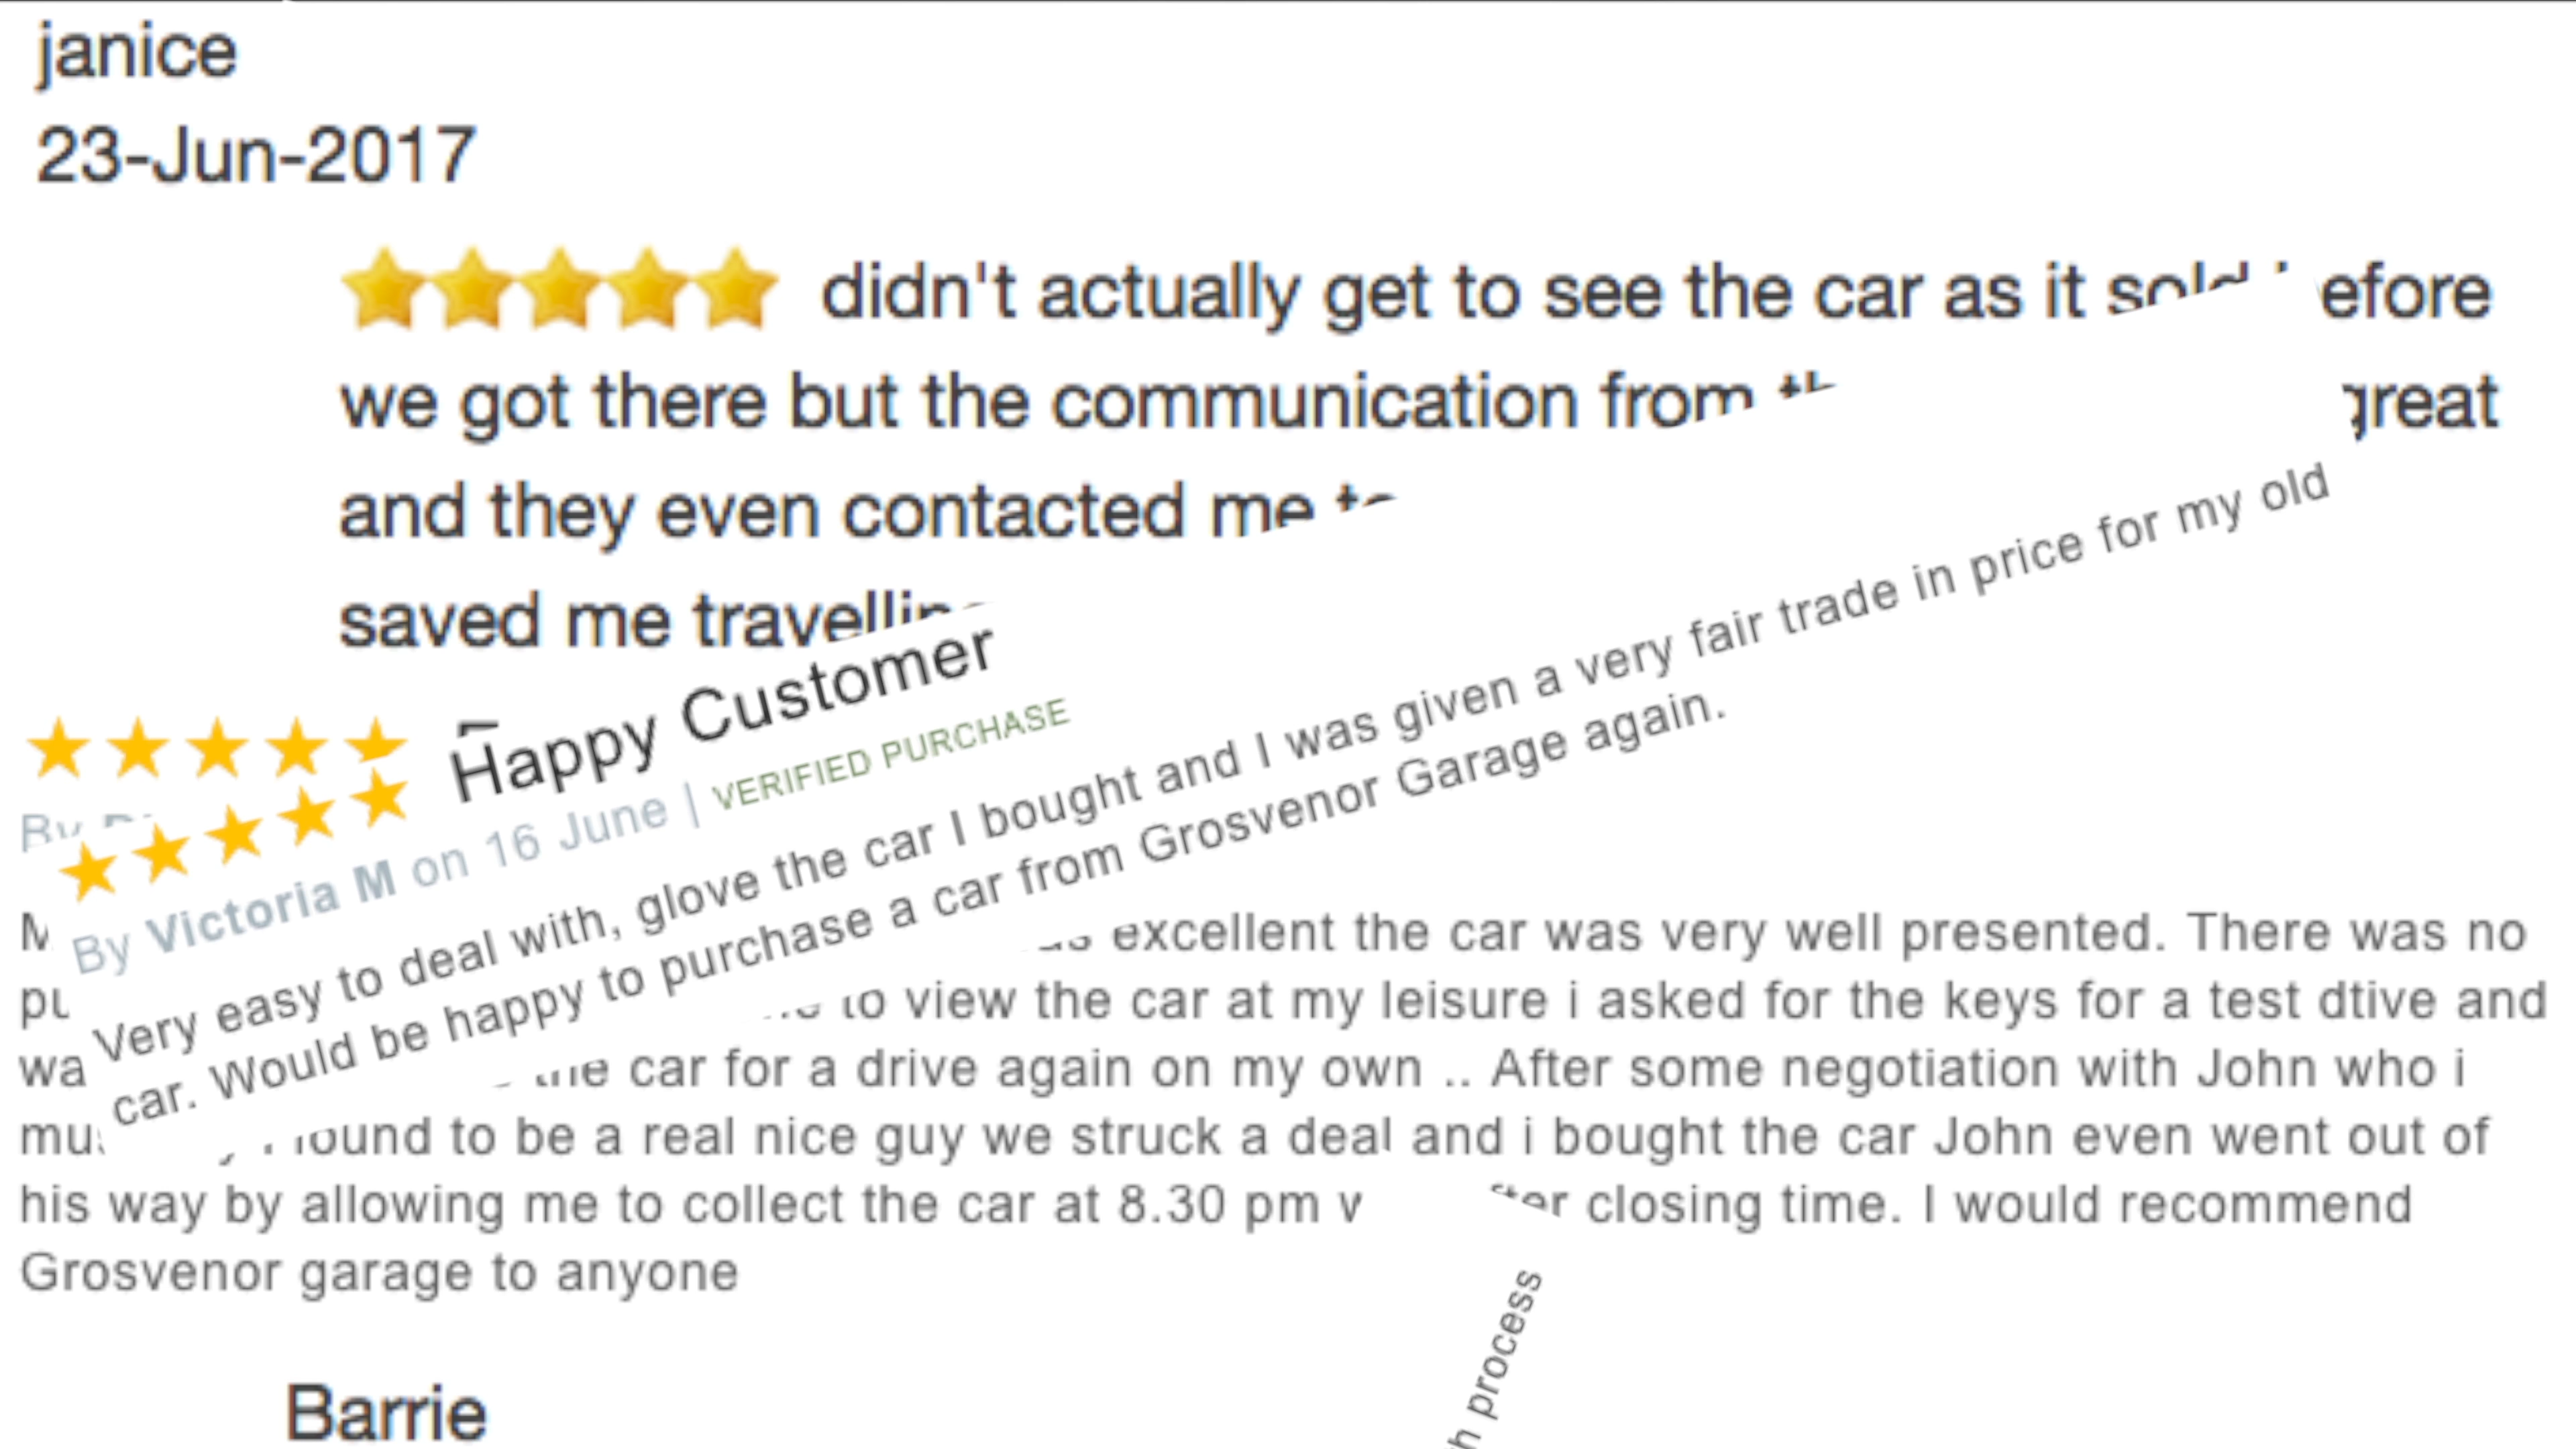 janice
23-Jun-2017
didn't actually get to see the car as it
we got there but the communication from great
and they even contacted me
saved me
Happy Customer
By Victoria M on 16 June | VERIFIED PURCHASE
Very easy to deal with, glove the car I bought and I was given a very fair trade in price for my old
car. Would be happy to purchase a car from Grosvenor Garage again.
excellent the car was very well presented. There was no
to view the car at my leisure i asked for the keys for a test dtive and
the car for a drive again on my own .. After some negotiation with John who i
found to be a real nice guy we struck a deal and i bought the car John even went out of
his way by allowing me to collect the car at 8.30 pm closing time. I would recommend
Grosvenor garage to anyone
process
Barrie